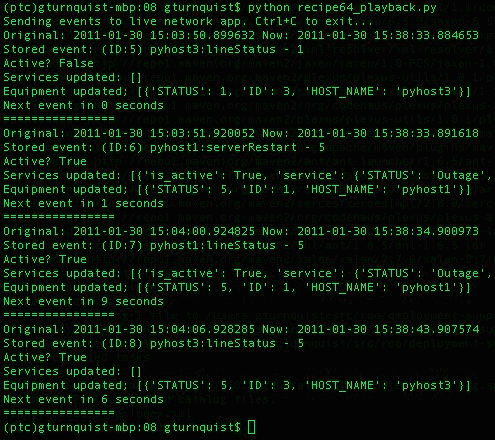 (ptc)gturnquist-mbp:08 gturnquist$ python recipe64_playback.py
Sending events to live network app. Ctrl+C to exit...
Original: 2011-01-30 15:03:50.899632 Now: 2011-01-30 15:38:33.884653
Stored event: (ID:5) pyhost3:lineStatus - 1
Active? False
Services updated: []
Equipment updated; [{'STATUS': 1, 'ID': 3, 'HOST_NAME': 'pyhost3'}]
Next event in 0 seconds
================
Original: 2011-01-30 15:03:51.920052 Now: 2011-01-30 15:38:33.891618
Stored event: (ID:6) pyhost1:serverRestart - 5
Active? True
Services updated: [{'is_active': True, 'service': {'STATUS': 'Outage',
Equipment updated; [{'STATUS': 5, 'ID': 1, 'HOST_NAME': 'pyhost1'}]
Next event in 1 seconds
================
Original: 2011-01-30 15:04:00.924825 Now: 2011-01-30 15:38:34.900973
Stored event: (ID:7) pyhost1:lineStatus - 5
Active? True
Services updated: [{'is_active': True, 'service': {'STATUS': 'Outage',
Equipment updated; [{'STATUS': 5, 'ID': 1, 'HOST_NAME': 'pyhost1'}]
Next event in 9 seconds
================
Original: 2011-01-30 15:04:06.928285 Now: 2011-01-30 15:38:43.907574
Stored event: (ID:8) pyhost3:lineStatus - 5
Active? True
Services updated: []
Equipment updated; [{'STATUS': 5, 'ID': 3, 'HOST_NAME': 'pyhost3'}]
Next event in 6 seconds
================
(ptc)gturnquist-mbp:08 gturnquist$